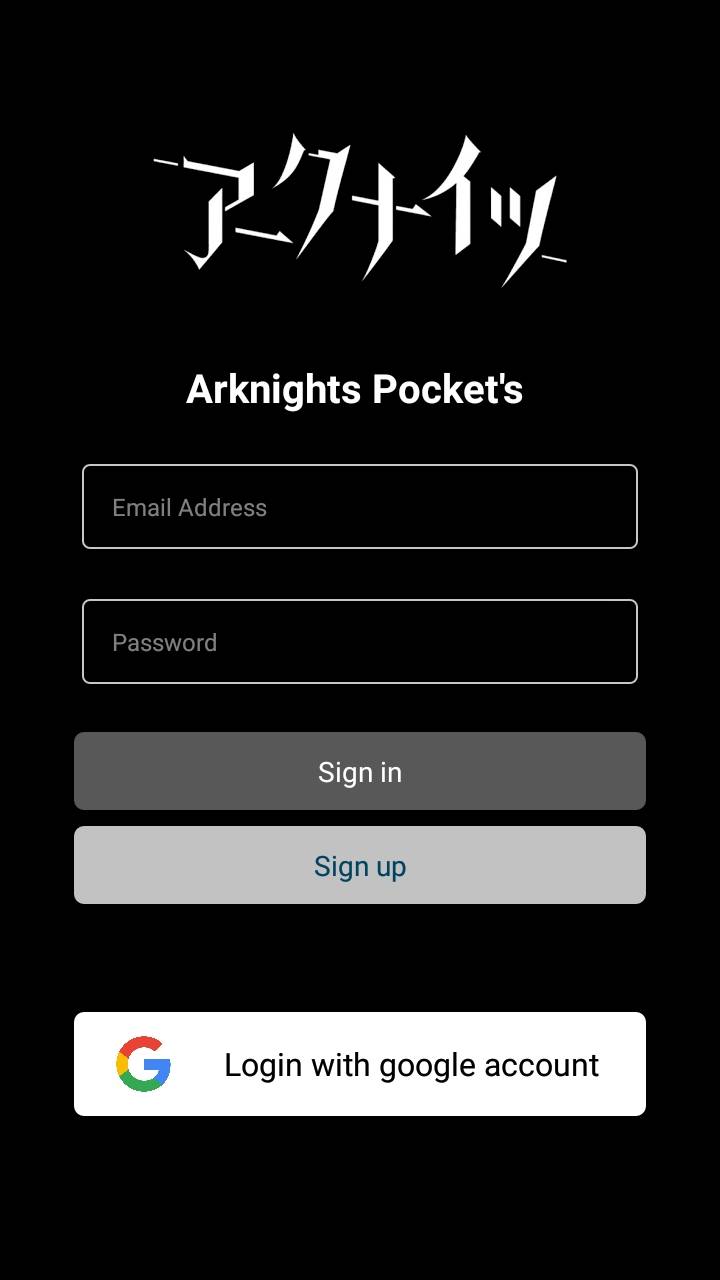 アークナイツ
Arknights Pocket's
Email Address
Password
Sign in
Sign up
Login with google account